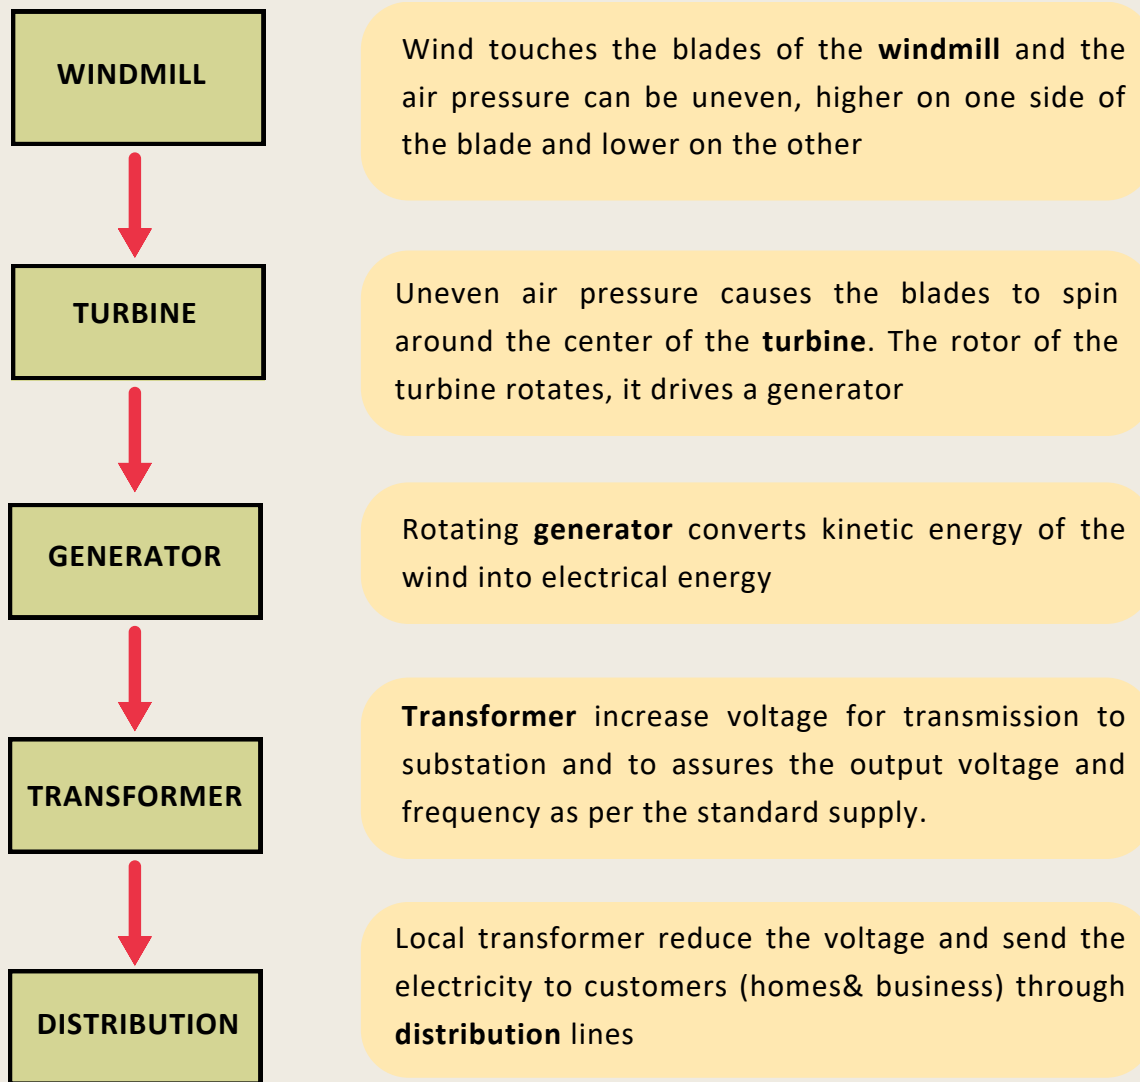 WINDMILL
Wind touches the blades of the windmill and the
air pressure can be uneven, higher on one side of
the blade and lower on the other
TURBINE
Uneven air pressure causes the blades to spin
around the center of the turbine. The rotor of the
turbine rotates, it drives a generator
GENERATOR
Rotating generator converts kinetic energy of the
wind into electrical energy
TRANSFORMER
Transformer increase voltage for transmission to
substation and to assures the output voltage and
frequency as per the standard supply.
DISTRIBUTION
Local transformer reduce the voltage and send the
electricity to customers (homes& business) through
distribution lines